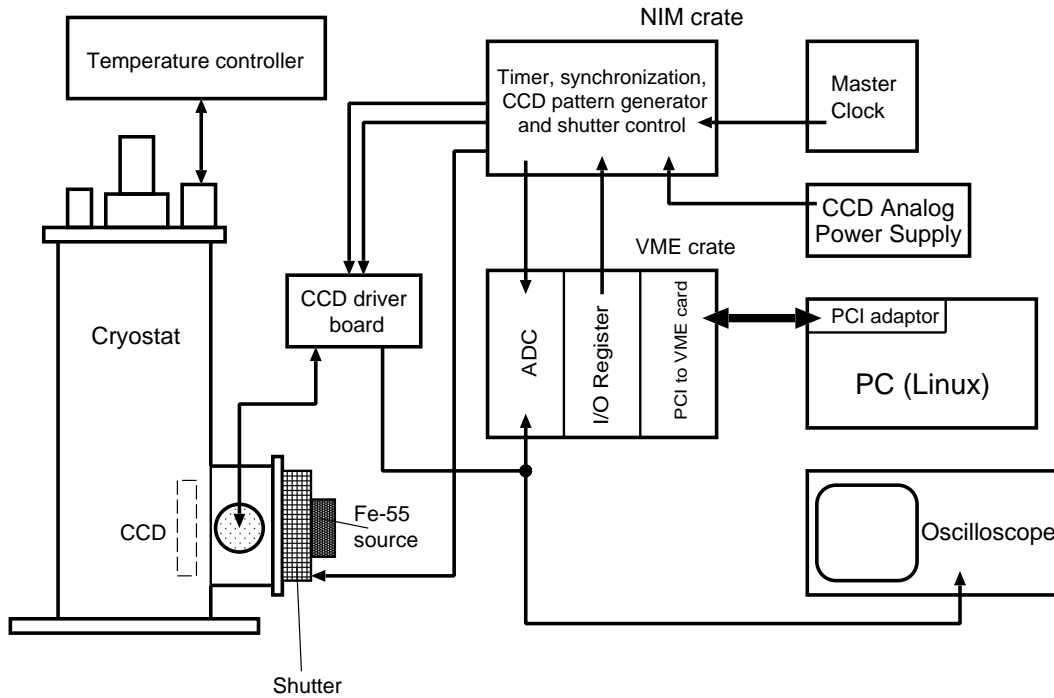 NIM crate
Temperature controller
Timer, synchronization,
CCD pattern generator
and shutter control
Master
Clock
CCD Analog
Power Supply
VME crate
CCD driver
board
Cryostat
ADC
I/O Register
PCI to VME card
PCI adaptor
PC (Linux)
CCD
Fe-55
source
Oscilloscope
Shutter